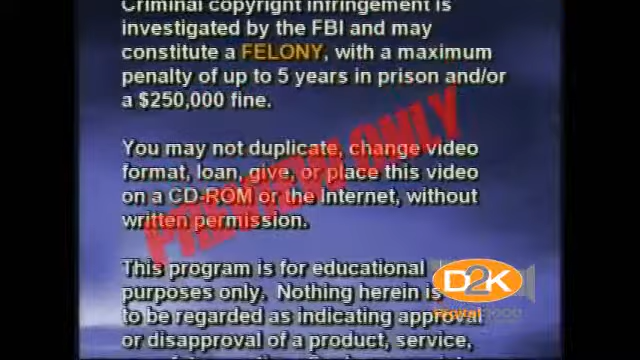 Criminal copyright infringement is
investigated by the FBI and may
constitute a FELONY, with a maximum
penalty of up to 5 years in prison and/or
a $250,000 fine.
You may not duplicate, change video
format, loan, give, or place this video
on a CD-ROM or the Internet, without
written permission.
PREVIEW ONLY
This program is for educational
purposes only. Nothing herein is
to be regarded as indicating approval
or disapproval of a product, service,
D2K
Digital 2000